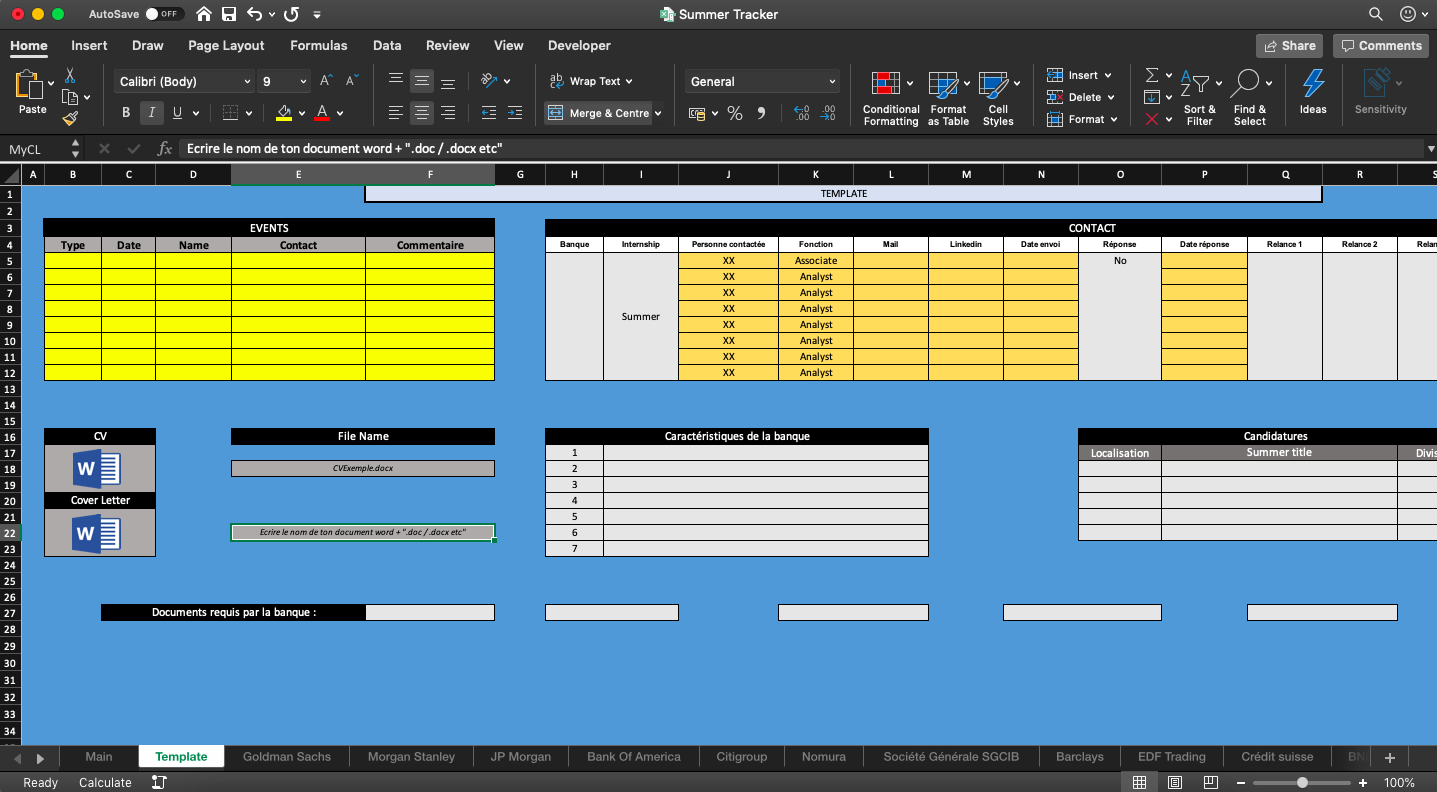 AutoSave OFF Summer Tracker
Home Insert Draw Page Layout Formulas Data Review View Developer Share Comments
Paste Calibri (Body) 9 A A ab Wrap Text General Insert
Conditional Formatting Format as Table Cell Styles Delete Sort & Filter Find & Select Ideas Sensitivity
B I U A Merge & Centre % Format
MyCL fx Ecrire le nom de ton document word + ".doc / .docx etc"
A B C D E F G H I J K L M N O P Q R S
1 TEMPLATE
2
3 EVENTS CONTACT
4 Type Date Name Contact Commentaire Banque Internship Personne contactée Fonction Mail Linkedin Date envoi Réponse Date réponse Relance 1 Relance 2 Relan
5 XX Associate No
6 XX Analyst
7 XX Analyst
8 XX Analyst
Summer
9 XX Analyst
10 XX Analyst
11 XX Analyst
12 XX Analyst
13
14
15
16 CV File Name Caractéristiques de la banque Candidatures
17 1 Localisation Summer title Divis
18 W CVExemple.docx 2
19 3
20 Cover Letter 4
21 5
22 W Ecrire le nom de ton document word + ".doc / .docx etc" 6
23 7
24
25
26
27 Documents requis par la banque :
28
29
30
31
32
33
34
Main Template Goldman Sachs Morgan Stanley JP Morgan Bank Of America Citigroup Nomura Société Générale SGCIB Barclays EDF Trading Crédit suisse BN +
Ready Calculate 100%